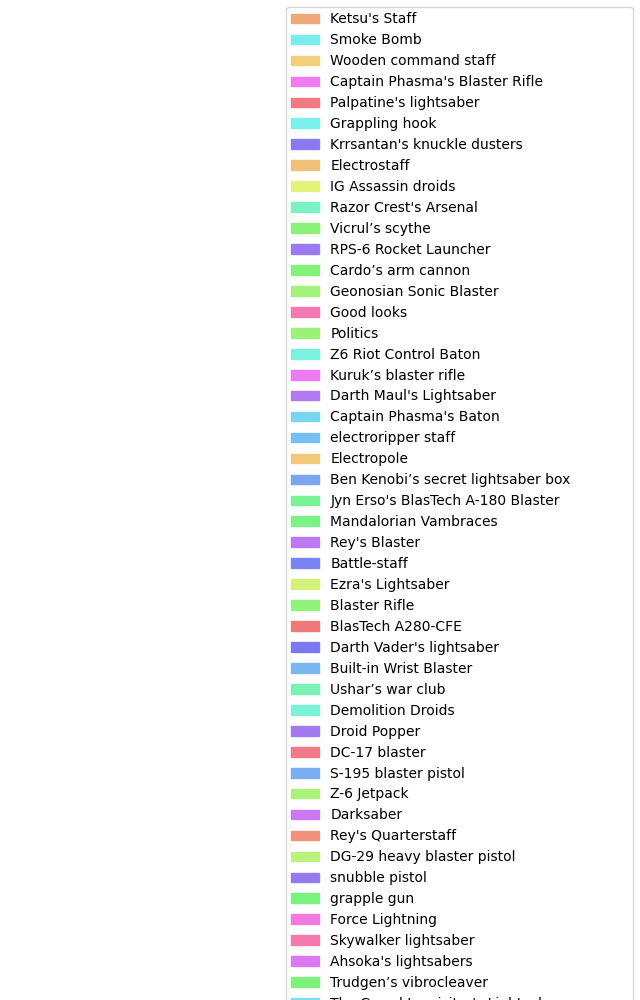 Ketsu's Staff
Smoke Bomb
Wooden command staff
Captain Phasma's Blaster Rifle
Palpatine's lightsaber
Grappling hook
Krrsantan's knuckle dusters
Electrostaff
IG Assassin droids
Razor Crest's Arsenal
Vicrul’s scythe
RPS-6 Rocket Launcher
Cardo’s arm cannon
Geonosian Sonic Blaster
Good looks
Politics
Z6 Riot Control Baton
Kuruk’s blaster rifle
Darth Maul's Lightsaber
Captain Phasma's Baton
electroripper staff
Electropole
Ben Kenobi’s secret lightsaber box
Jyn Erso's BlasTech A-180 Blaster
Mandalorian Vambraces
Rey's Blaster
Battle-staff
Ezra's Lightsaber
Blaster Rifle
BlasTech A280-CFE
Darth Vader's lightsaber
Built-in Wrist Blaster
Ushar’s war club
Demolition Droids
Droid Popper
DC-17 blaster
S-195 blaster pistol
Z-6 Jetpack
Darksaber
Rey's Quarterstaff
DG-29 heavy blaster pistol
snubble pistol
grapple gun
Force Lightning
Skywalker lightsaber
Ahsoka's lightsabers
Trudgen’s vibrocleaver